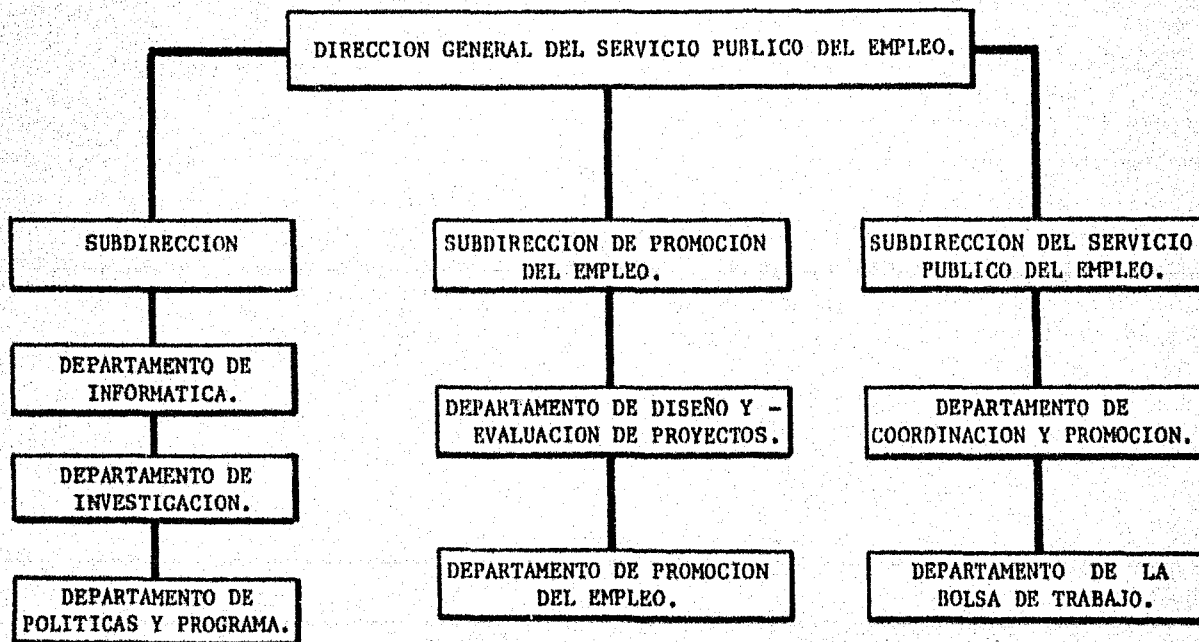 DIRECCION GENERAL DEL SERVICIO PUBLICO DEL EMPLEO.
SUBDIRECCION
DEPARTAMENTO DE
INFORMATICA.
DEPARTAMENTO DE
INVESTIGACION.
DEPARTAMENTO DE
POLITICAS Y PROGRAMA.
SUBDIRECCION DE PROMOCION
DEL EMPLEO.
DEPARTAMENTO DE DISEÑO Y -
EVALUACION DE PROYECTOS.
DEPARTAMENTO DE PROMOCION
DEL EMPLEO.
SUBDIRECCION DEL SERVICIO
PUBLICO DEL EMPLEO.
DEPARTAMENTO DE
COORDINACION Y PROMOCION.
DEPARTAMENTO DE LA
BOLSA DE TRABAJO.